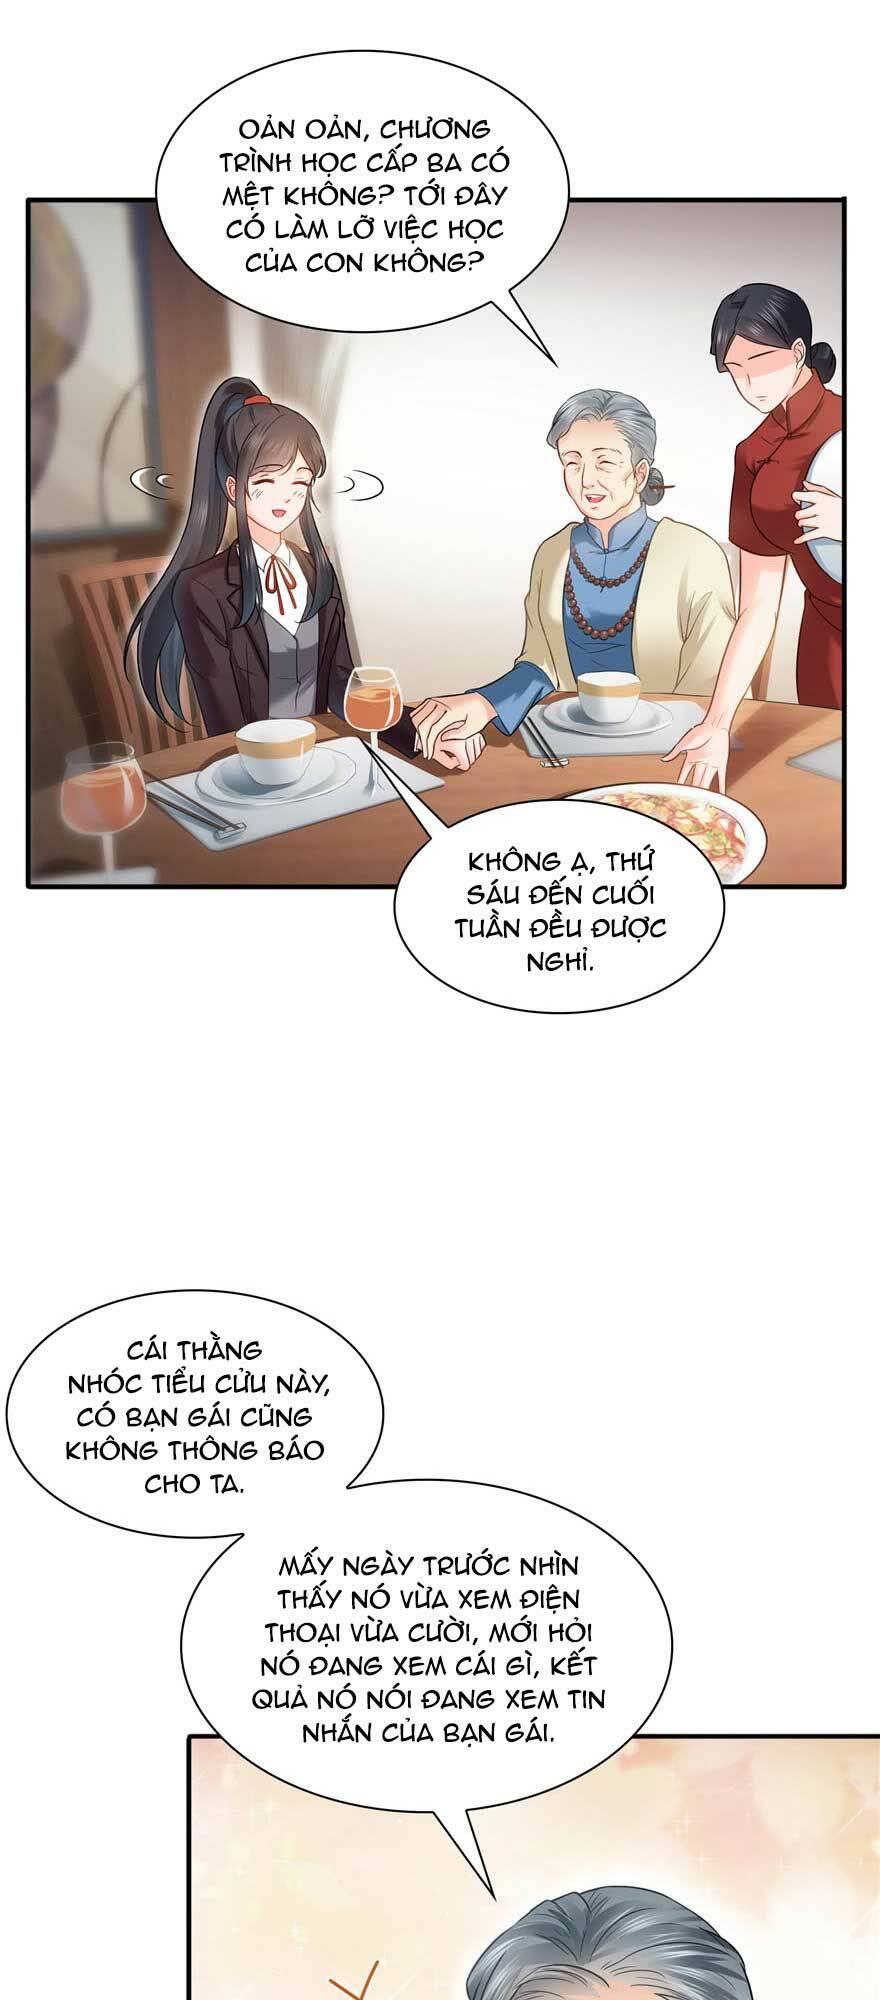 OẢN OẢN, CHƯƠNG
TRÌNH HỌC CẤP BA CÓ
MỆT KHÔNG? TỚI ĐÂY
CÓ LÀM LỠ VIỆC HỌC
CỦA CON KHÔNG?
KHÔNG Ạ, THỨ
SÁU ĐẾN CUỐI
TUẦN ĐỀU ĐƯỢC
NGHỈ.
CÁI THẰNG
NHÓC TIỂU CỬU NÀY,
CÓ BẠN GÁI CŨNG
KHÔNG THÔNG BÁO
CHO TA.
MẤY NGÀY TRƯỚC NHÌN
THẤY NÓ VỪA XEM ĐIỆN
THOẠI VỪA CƯỜI, MỚI HỎI
NÓ ĐANG XEM CÁI GÌ, KẾT
QUẢ NÓ NÓI ĐANG XEM TIN
NHẮN CỦA BẠN GÁI.